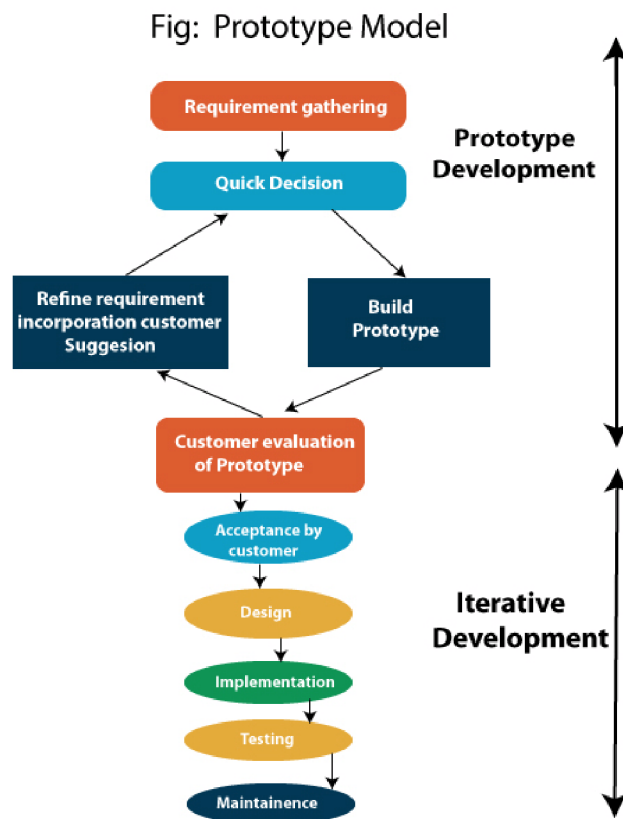 Fig: Prototype Model
Requirement gathering
Prototype
Development
Quick Decision
Refine requirement
incorporation customer
Suggesion
Build
Prototype
Customer evaluation
of Prototype
Acceptance by
customer
Design
Iterative
Development
Implementation
Testing
Maintainence